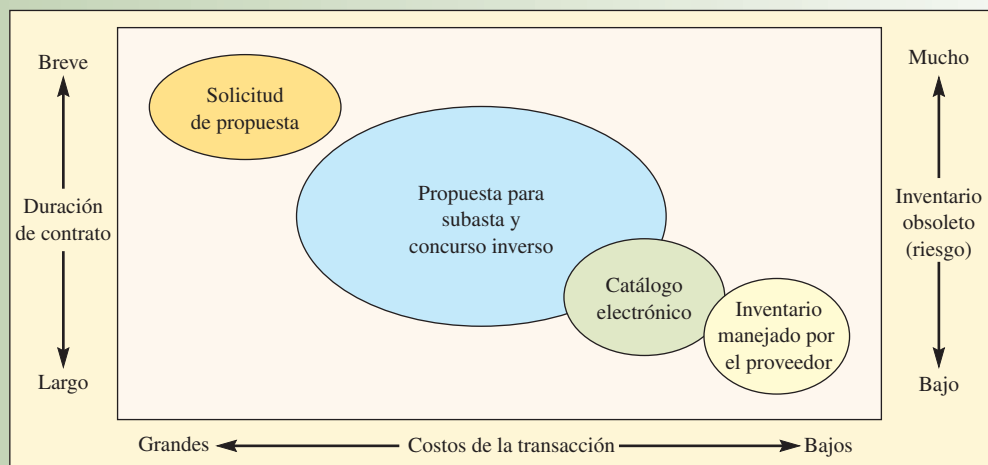 Breve
Duración
de contrato
Largo
Solicitud
de propuesta
Propuesta para
subasta y
concurso inverso
Catálogo
electrónico
Inventario
manejado por
el proveedor
Mucho
Inventario
obsoleto
(riesgo)
Bajo
Grandes
Costos de la transacción
Bajos